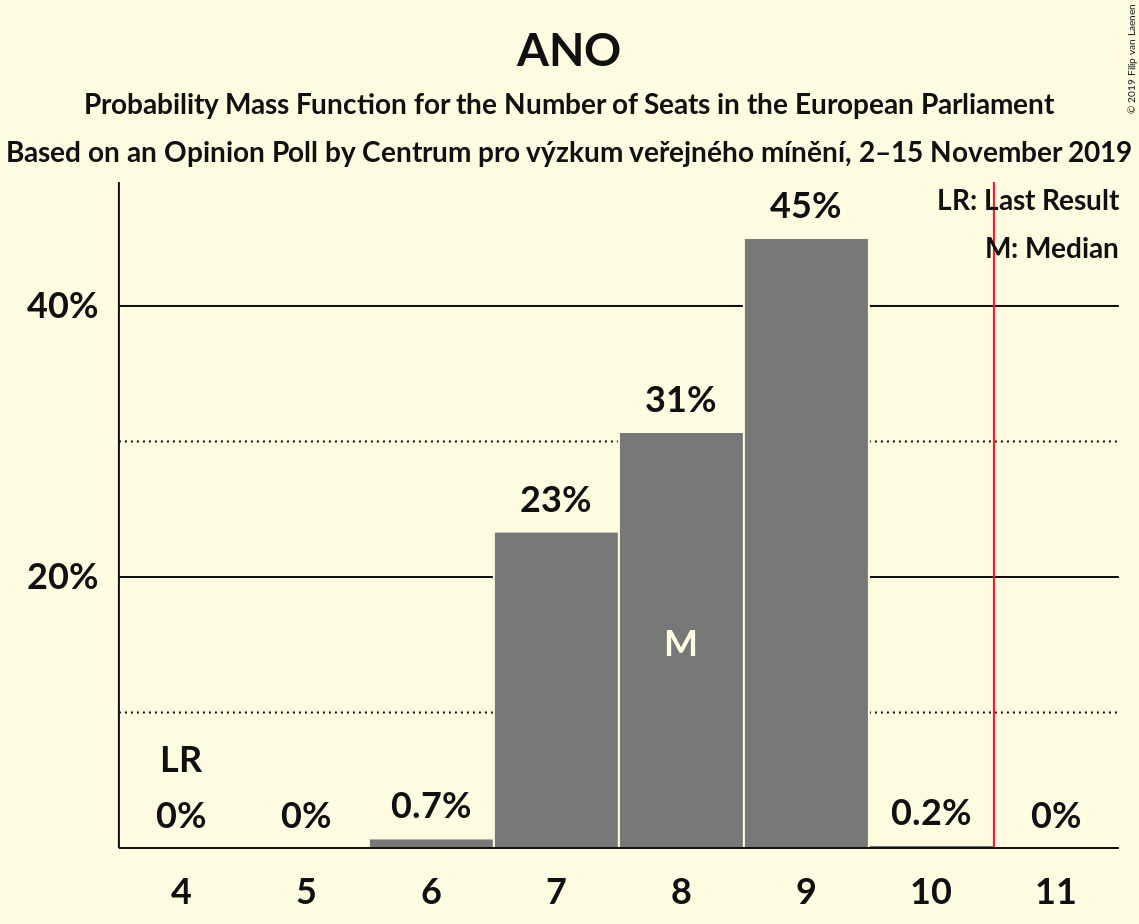 ANO
Probability Mass Function for the Number of Seats in the European Parliament
Based on an Opinion Poll by Centrum pro výzkum veřejného mínění, 2–15 November 2019
© 2019 Filip van Laenen
LR: Last Result
M: Median
45%
40%
31%
23%
20%
M
LR
0%
0%
0.7%
0.2%
0%
4
5
6
7
8
9
10
11